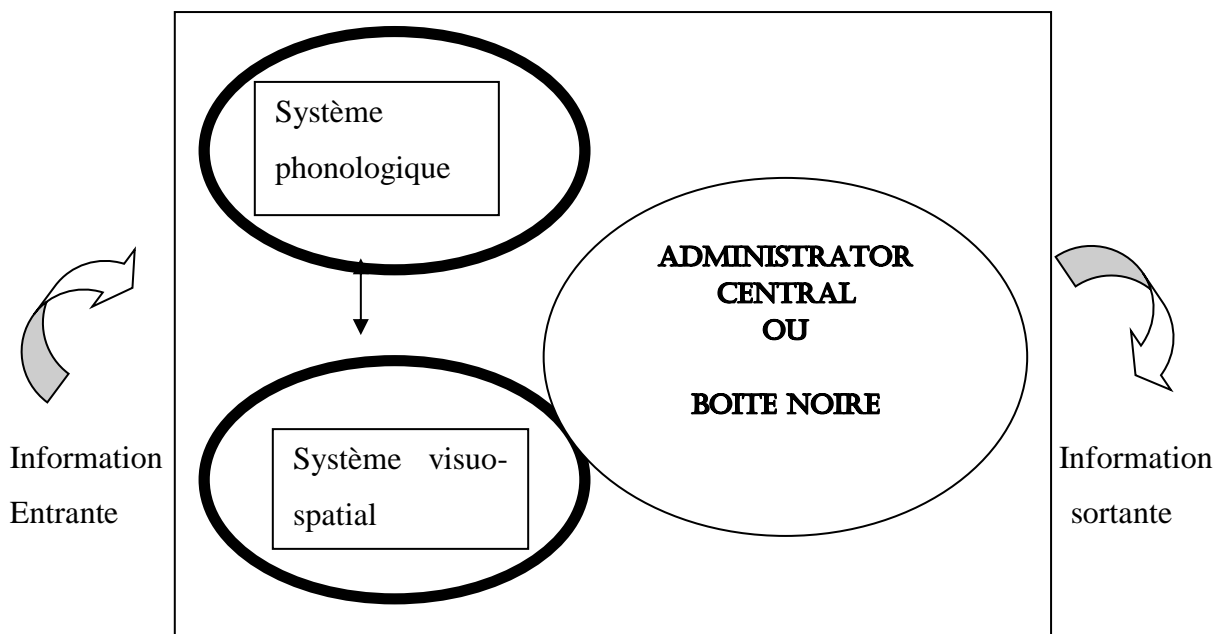 Système
phonologique
ADMINISTRATOR
CENTRAL
OU
BOITE NOIRE
Information
Entrante
Système visuo-
spatial
Information
sortante